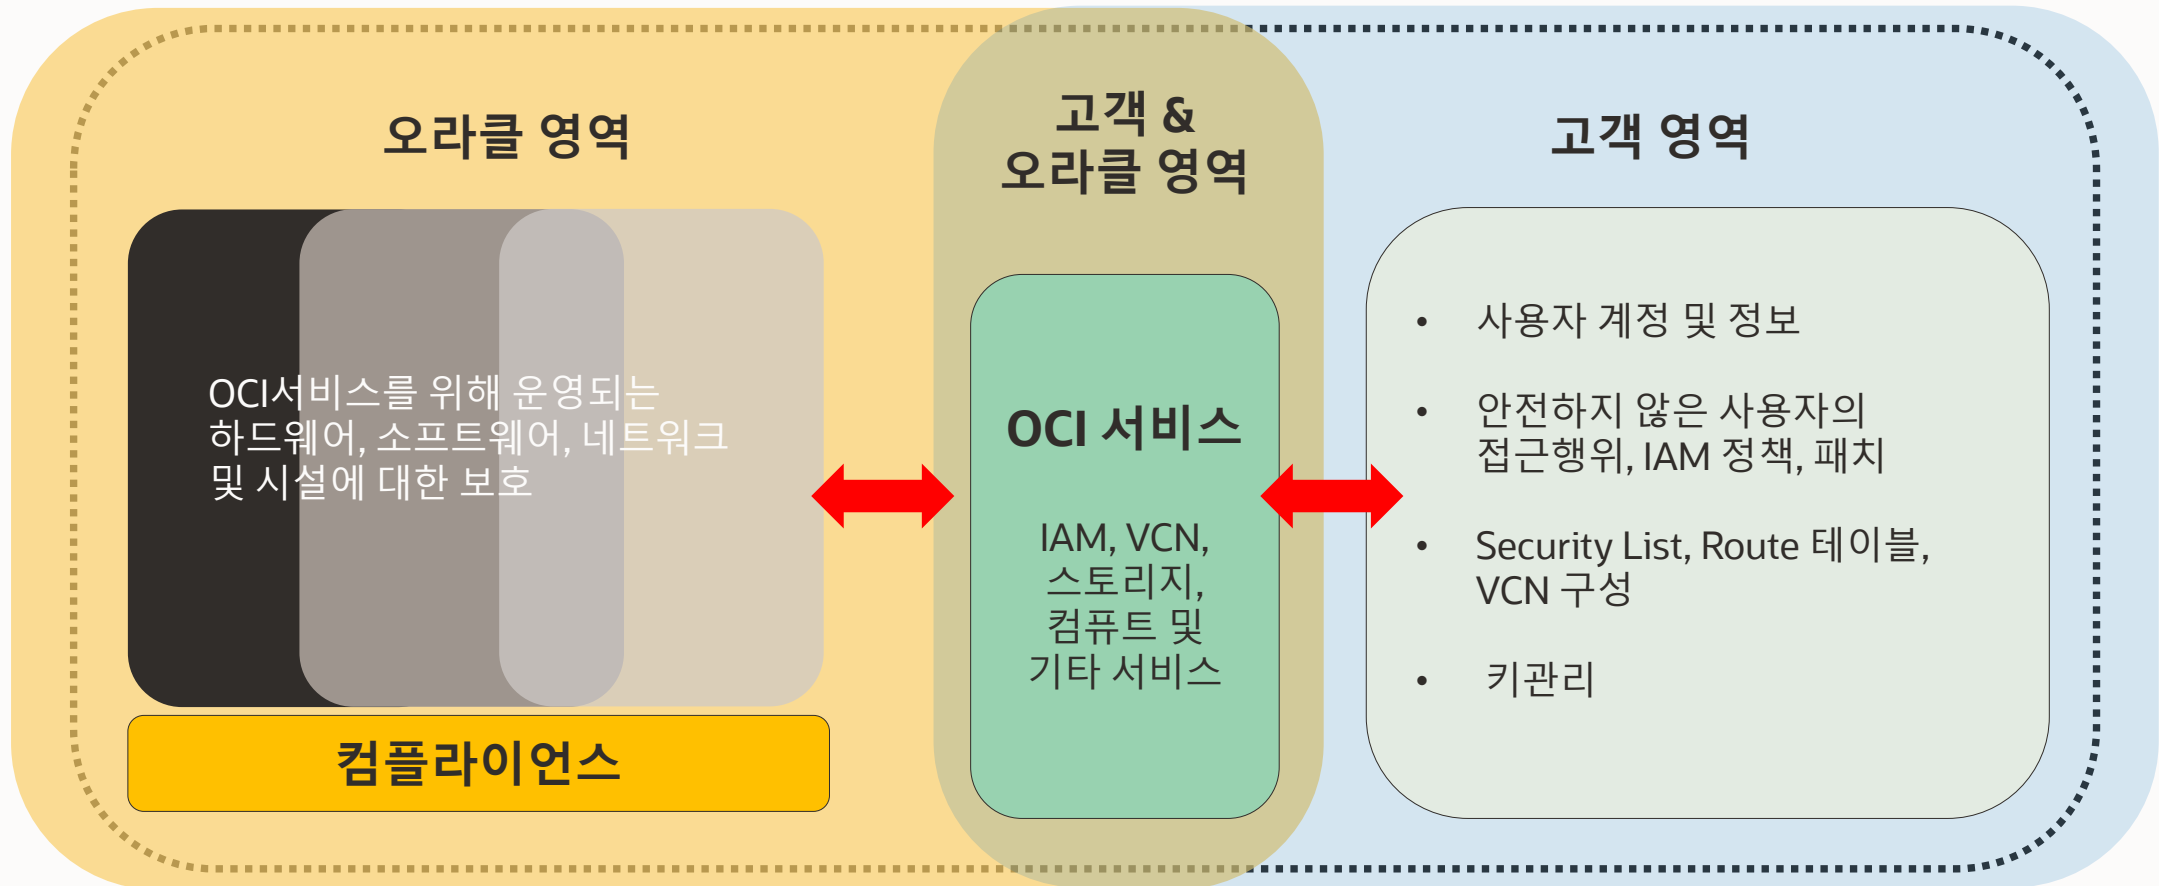 오라클 영역
OCI서비스를 위해 운영되는
하드웨어, 소프트웨어, 네트워크
및 시설에 대한 보호
컴플라이언스
고객 &
오라클 영역
OCI 서비스
IAM, VCN,
스토리지,
컴퓨트 및
기타 서비스
고객 영역
• 사용자 계정 및 정보
• 안전하지 않은 사용자의
접근행위, IAM 정책, 패치
• Security List, Route 테이블,
VCN 구성
• 키관리